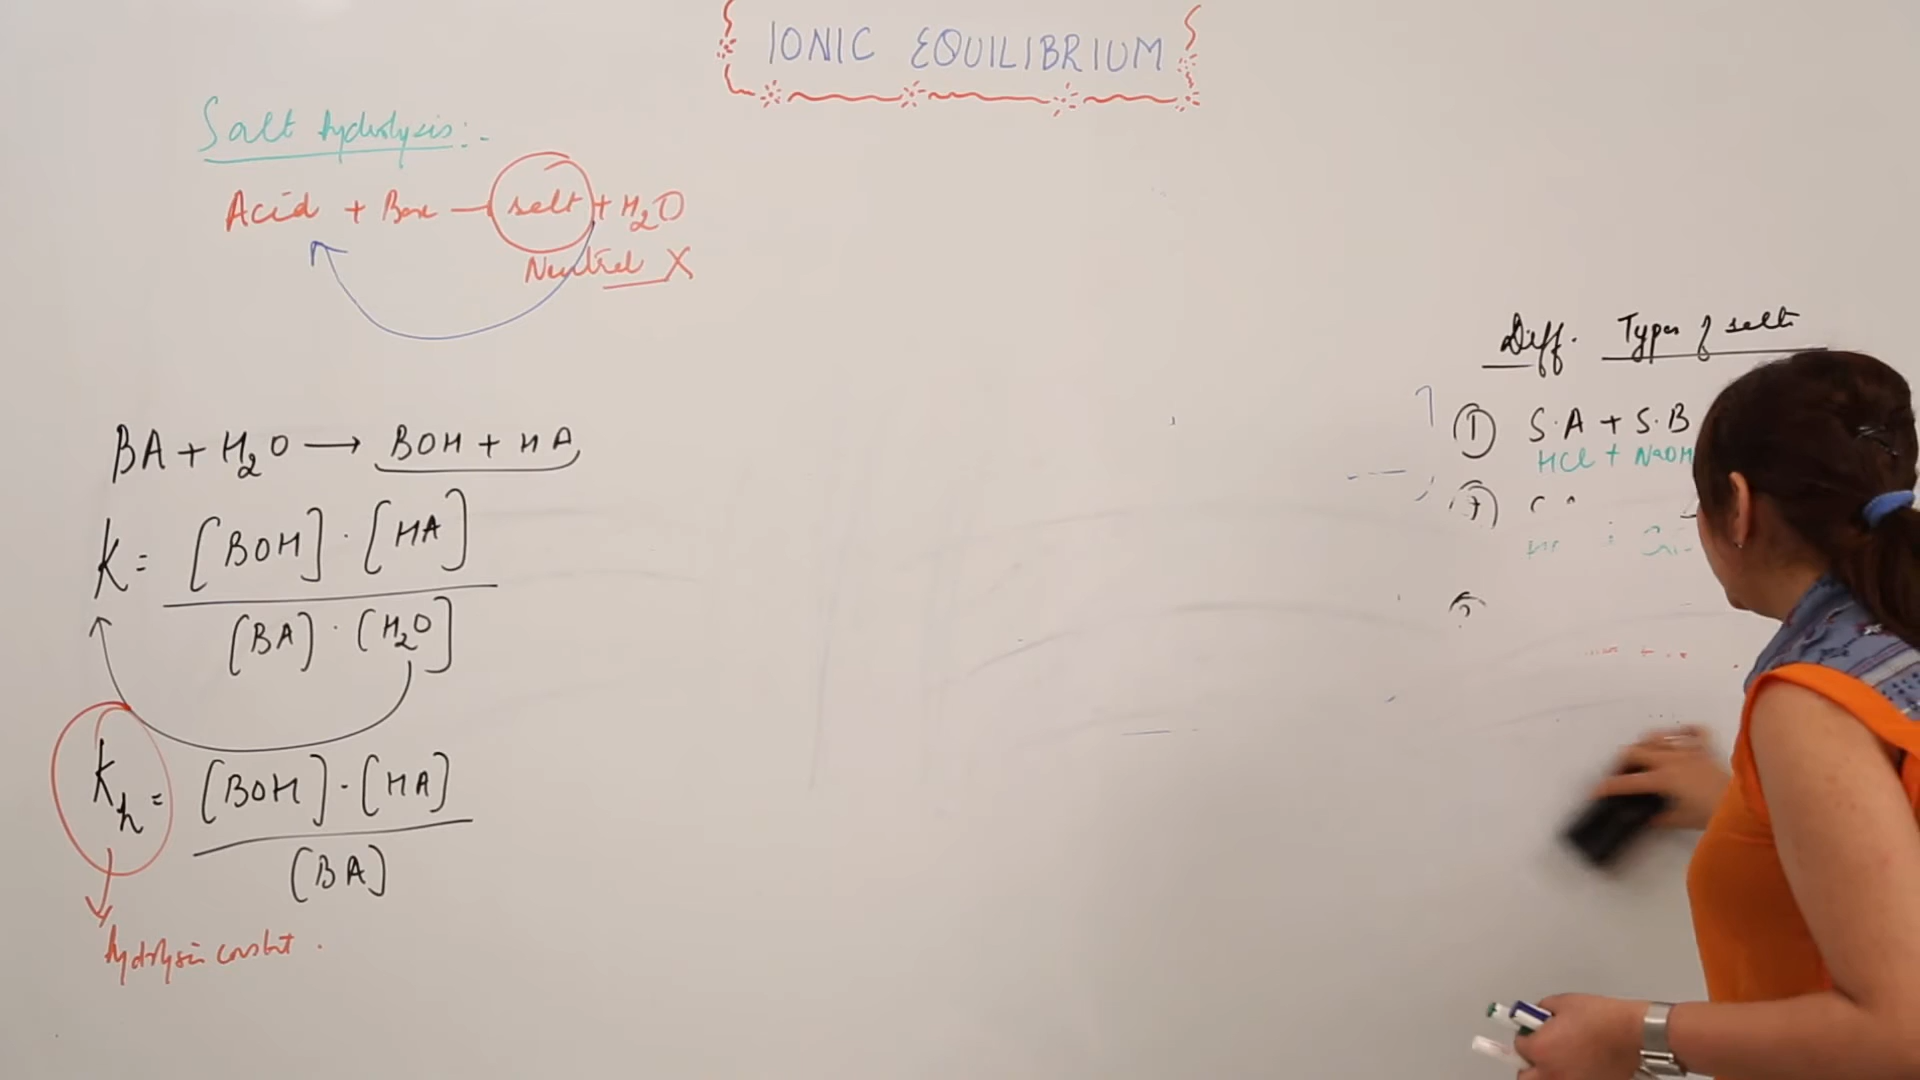 IONIC EQUILIBRIUM
Salt hydrolysis:-
Acid + Base — salt + H₂O
Neutral X
BA + H₂O → BOH + HA
K = [BOH] · [HA]
[BA] · [H₂O]
Kh = [BOH] · [HA]
[BA]
hydrolysis constant.
Diff. Types of salt
① S.A + S.B
HCl + NaOH